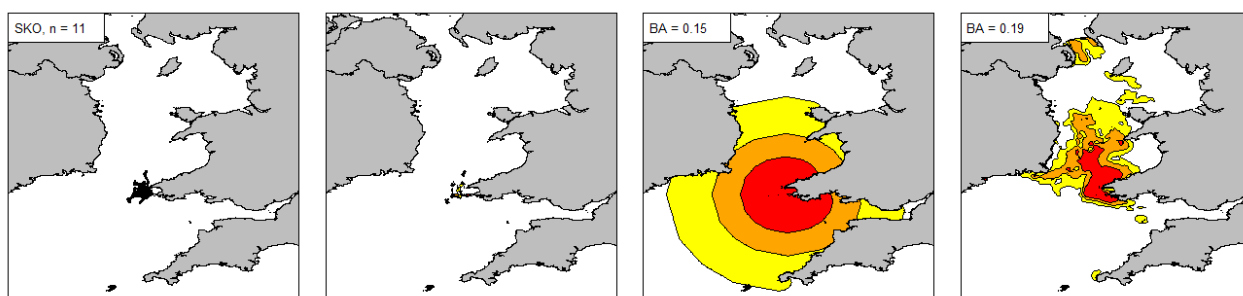 SKO, n = 11
BA = 0.15
BA = 0.19